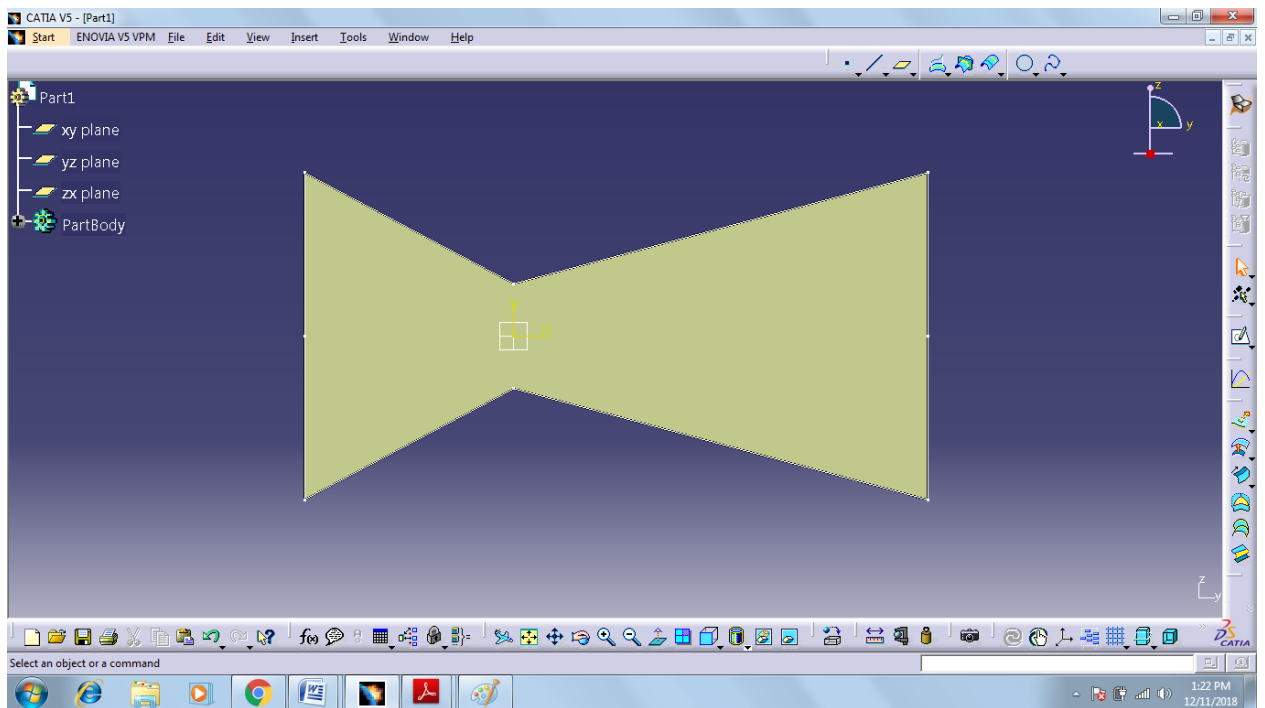 CATIA V5 - [Part1]
Start ENOVIA V5 VPM File Edit View Insert Tools Window Help
Part1
xy plane
yz plane
zx plane
PartBody
z
x y
z
y
f(x)
DS
CATIA
Select an object or a command
W
1:22 PM
12/11/2018